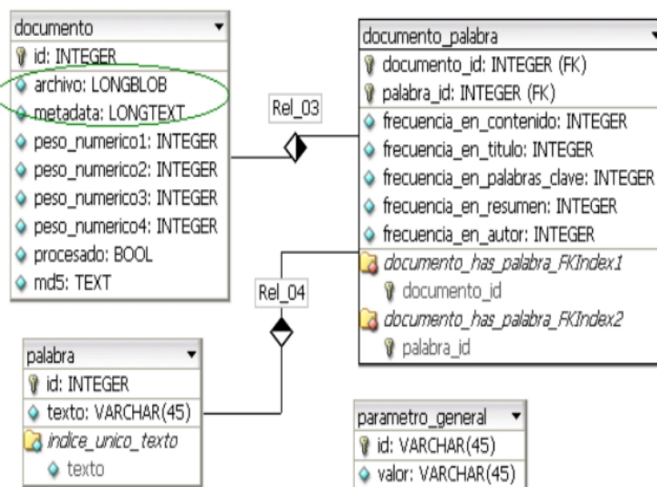 documento
id: INTEGER
archivo: LONGBLOB
metadata: LONGTEXT
peso_numerico1: INTEGER
peso_numerico2: INTEGER
peso_numerico3: INTEGER
peso_numerico4: INTEGER
procesado: BOOL
md5: TEXT
Rel_03
documento_palabra
documento_id: INTEGER (FK)
palabra_id: INTEGER (FK)
frecuencia_en_contenido: INTEGER
frecuencia_en_titulo: INTEGER
frecuencia_en_palabras_clave: INTEGER
frecuencia_en_resumen: INTEGER
frecuencia_en_autor: INTEGER
documento_has_palabra_FKIndex1
documento_id
documento_has_palabra_FKIndex2
palabra_id
Rel_04
palabra
id: INTEGER
texto: VARCHAR(45)
indice_unico_texto
texto
parametro_general
id: VARCHAR(45)
valor: VARCHAR(45)